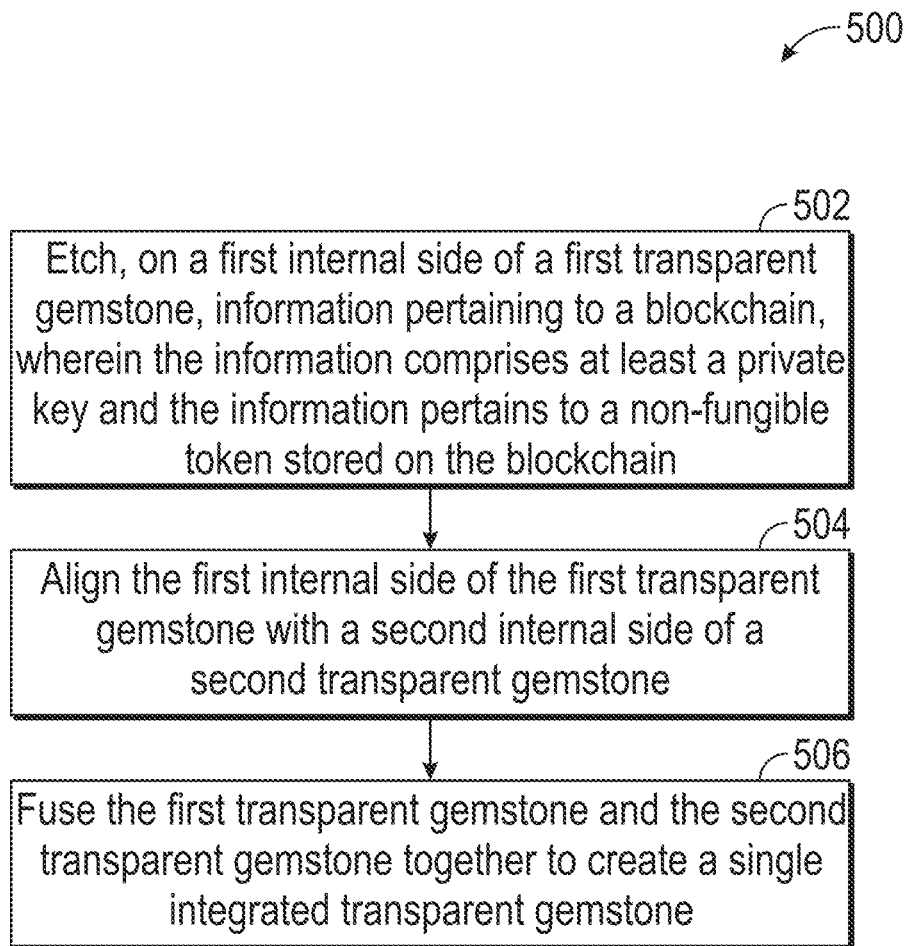 500
502
Etch, on a first internal side of a first transparent
gemstone, information pertaining to a blockchain,
wherein the information comprises at least a private
key and the information pertains to a non-fungible
token stored on the blockchain
504
Align the first internal side of the first transparent
gemstone with a second internal side of a
second transparent gemstone
506
Fuse the first transparent gemstone and the second
transparent gemstone together to create a single
integrated transparent gemstone